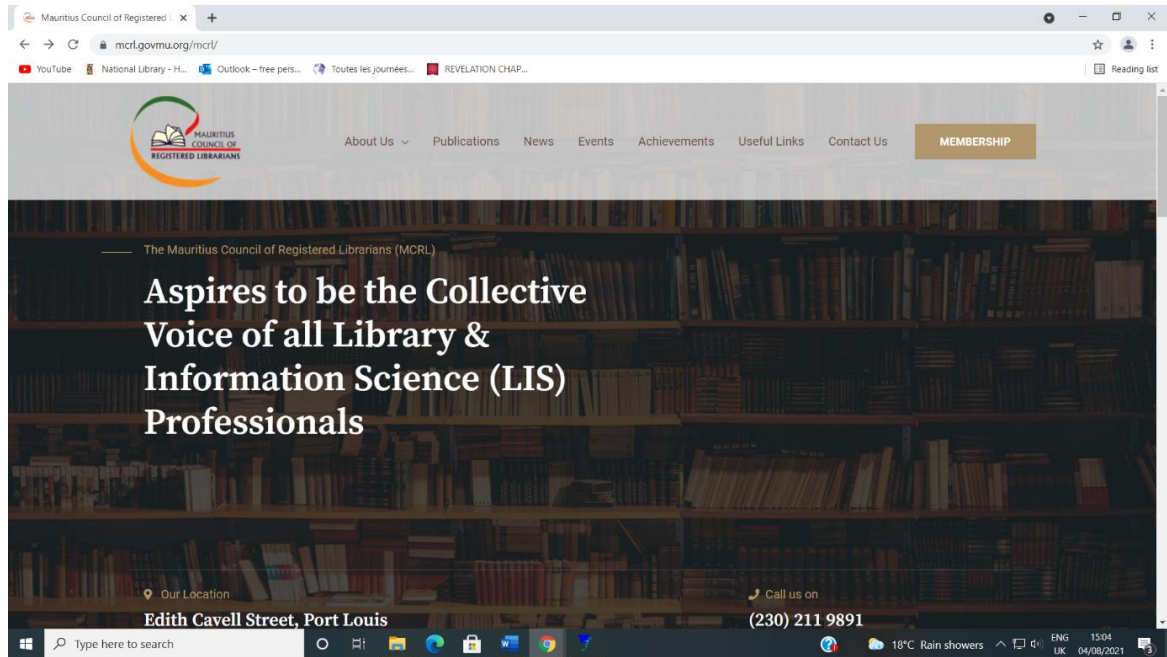 Mauritius Council of Registered L
mcrl.govmu.org/mcrl/
YouTube National Library - H... Outlook – free pers... Toutes les journées... REVELATION CHAP... Reading list
MAURITIUS
COUNCIL OF
REGISTERED LIBRARIANS
About Us Publications News Events Achievements Useful Links Contact Us MEMBERSHIP
The Mauritius Council of Registered Librarians (MCRL)
Aspires to be the Collective
Voice of all Library &
Information Science (LIS)
Professionals
Our Location Call us on
Edith Cavell Street, Port Louis (230) 211 9891
Type here to search 18°C Rain showers ENG 15:04
UK 04/08/2021 3